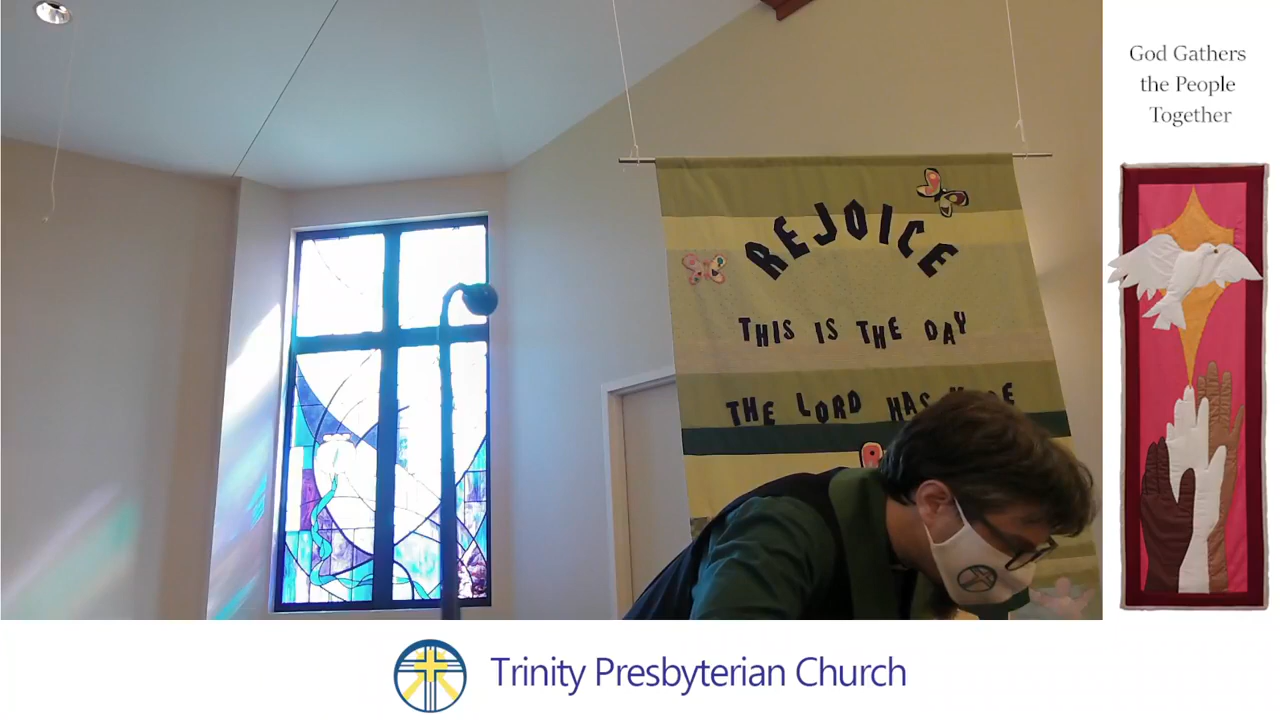 God Gathers
the People
Together
REJOICE
THIS IS THE DAY
THE LORD HAS
Trinity Presbyterian Church